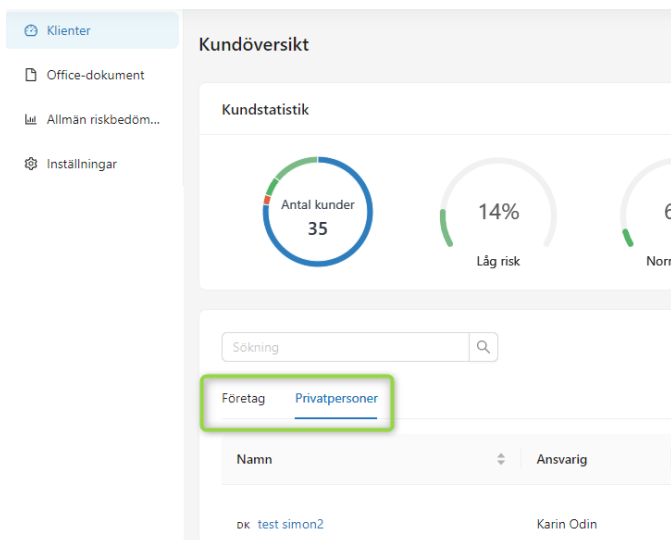 Klienter
Office-dokument
Allmän riskbedöm...
Inställningar
Kundöversikt
Kundstatistik
Antal kunder
35
14%
Låg risk
Sökning
Företag Privatpersoner
Namn Ansvarig
DK test simon2 Karin Odin